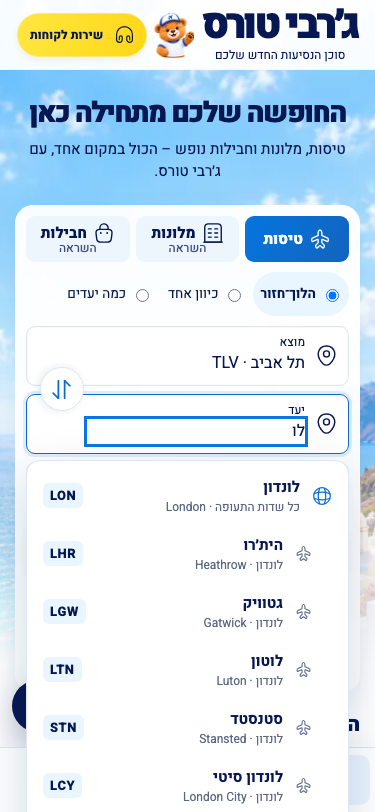 ג׳רבי טורס
סוכן הנסיעות החדש שלכם
שירות לקוחות
החופשה שלכם מתחילה כאן
טיסות, מלונות וחבילות נופש – הכול במקום אחד, עם
ג׳רבי טורס.
טיסות
מלונות
השראה
חבילות
השראה
הלוך־חזור
כיוון אחד
כמה יעדים
מוצא
תל אביב · TLV
יעד
לו
לונדון
כל שדות התעופה · London
LON
הית׳רו
לונדון · Heathrow
LHR
גטוויק
לונדון · Gatwick
LGW
לוטון
לונדון · Luton
LTN
סטנסטד
לונדון · Stansted
STN
לונדון סיטי
לונדון · London City
LCY